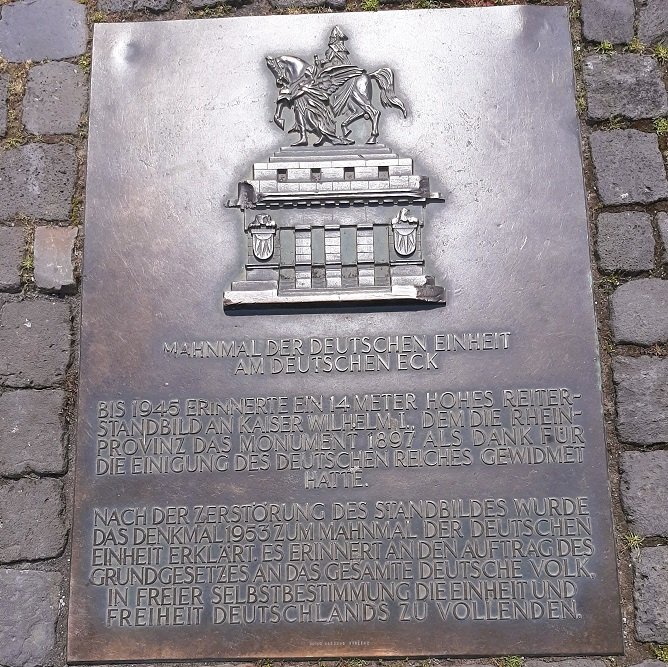 MAHNMAL DER DEUTSCHEN EINHEIT
AM DEUTSCHEN ECK
BIS 1945 ERINNERTE EIN 14 METER HOHES REITER-
STANDBILD AN KAISER WILHELM I., DEM DIE RHEIN-
PROVINZ DAS MONUMENT 1897 ALS DANK FÜR
DIE EINIGUNG DES DEUTSCHEN REICHES GEWIDMET
HATTE.
NACH DER ZERSTÖRUNG DES STANDBILDES WURDE
DAS DENKMAL 1953 ZUM MAHNMAL DER DEUTSCHEN
EINHEIT ERKLÄRT. ES ERINNERT AN DEN AUFTRAG DES
GRUNDGESETZES AN DAS GESAMTE DEUTSCHE VOLK,
IN FREIER SELBSTBESTIMMUNG DIE EINHEIT UND
FREIHEIT DEUTSCHLANDS ZU VOLLENDEN.